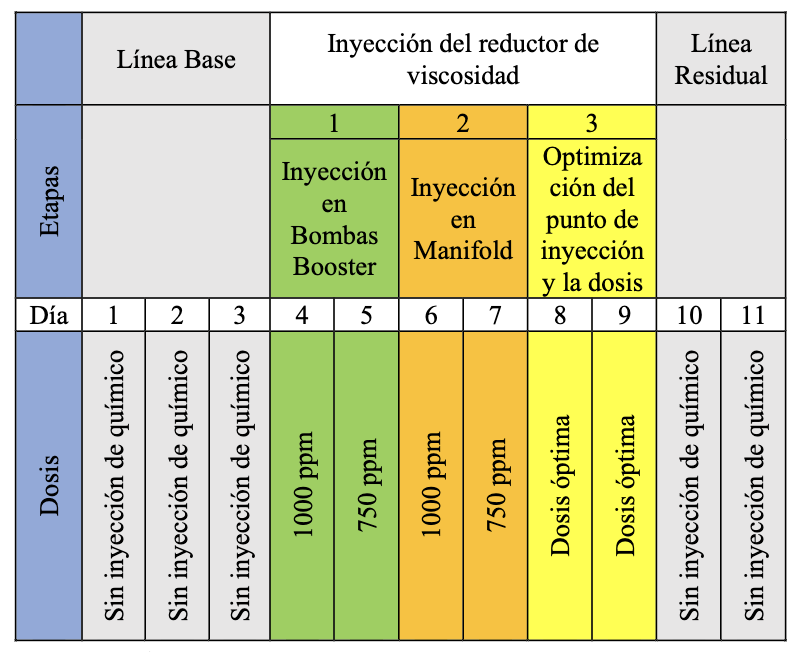 Línea Base
Inyección del reductor de
viscosidad
Línea
Residual
Etapas
1
2
3
Inyección
en
Bombas
Booster
Inyección
en
Manifold
Optimiza
ción del
punto de
inyección
y la dosis
Día 1 2 3 4 5 6 7 8 9 10 11
Dosis
Sin inyección de químico
Sin inyección de químico
Sin inyección de químico
1000 ppm
750 ppm
1000 ppm
750 ppm
Dosis óptima
Dosis óptima
Sin inyección de químico
Sin inyección de químico